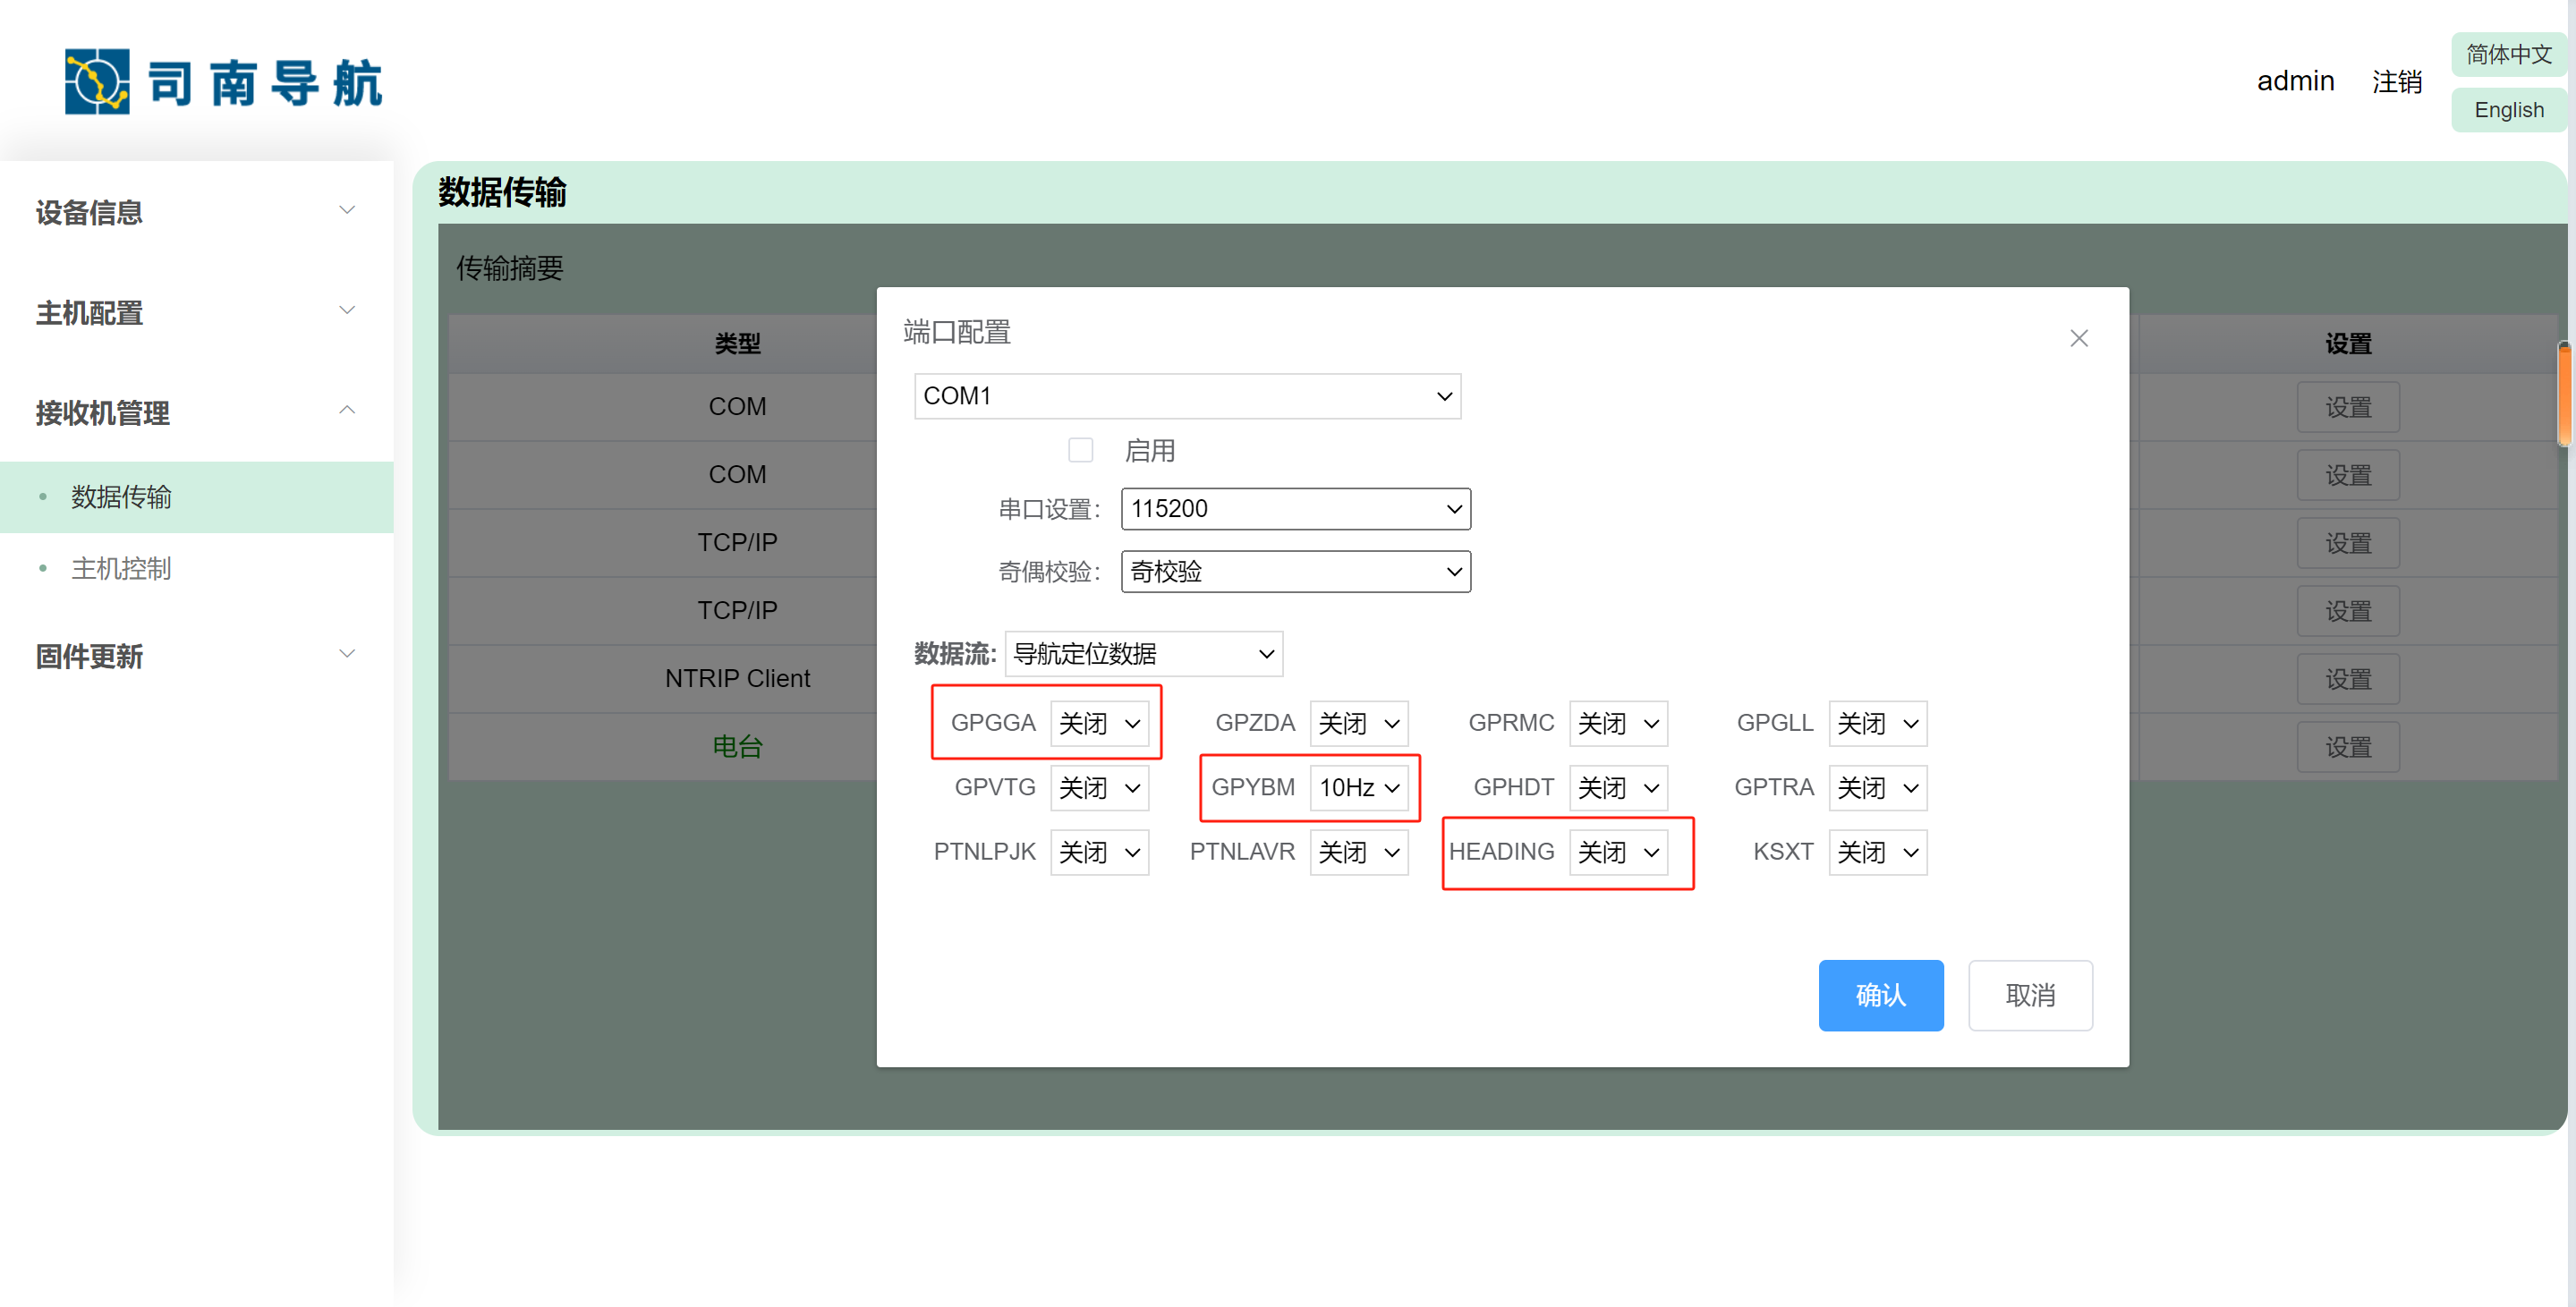 司南导航
admin 注销
简体中文
English
设备信息
主机配置
接收机管理
数据传输
主机控制
固件更新
数据传输
传输摘要
类型 设置
COM 设置
COM 设置
TCP/IP 设置
TCP/IP 设置
NTRIP Client 设置
电台 设置
端口配置
COM1
启用
串口设置： 115200
奇偶校验： 奇校验
数据流: 导航定位数据
GPGGA 关闭 GPZDA 关闭 GPRMC 关闭 GPGLL 关闭
GPVTG 关闭 GPYBM 10Hz GPHDT 关闭 GPTRA 关闭
PTNLPJK 关闭 PTNLAVR 关闭 HEADING 关闭 KSXT 关闭
确认 取消